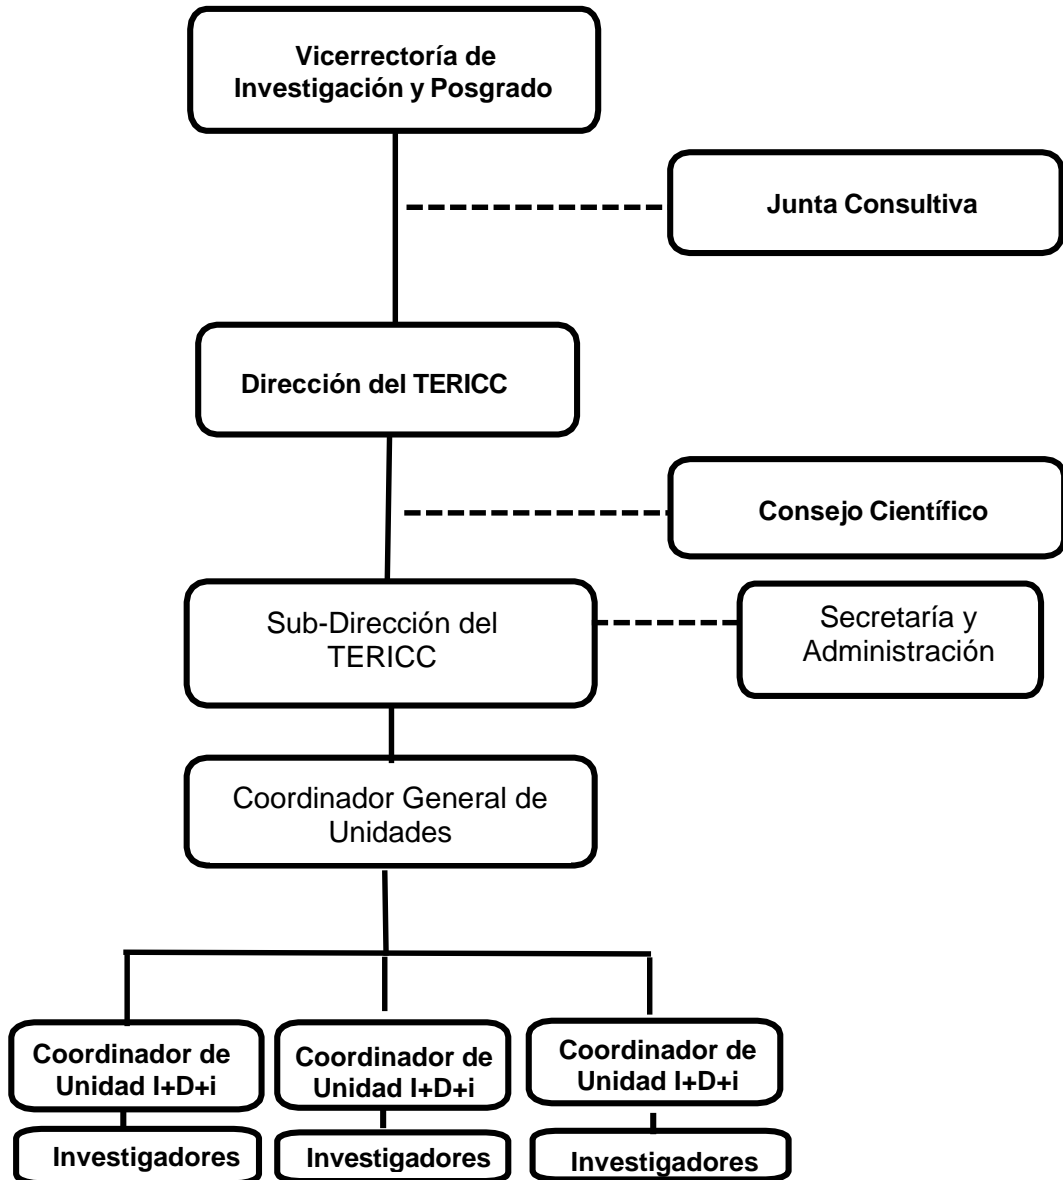 Vicerrectoría de
Investigación y Posgrado
Junta Consultiva
Dirección del TERICC
Consejo Científico
Sub-Dirección del
TERICC
Secretaría y
Administración
Coordinador General de
Unidades
Coordinador de
Unidad I+D+i
Coordinador de
Unidad I+D+i
Coordinador de
Unidad I+D+i
Investigadores
Investigadores
Investigadores